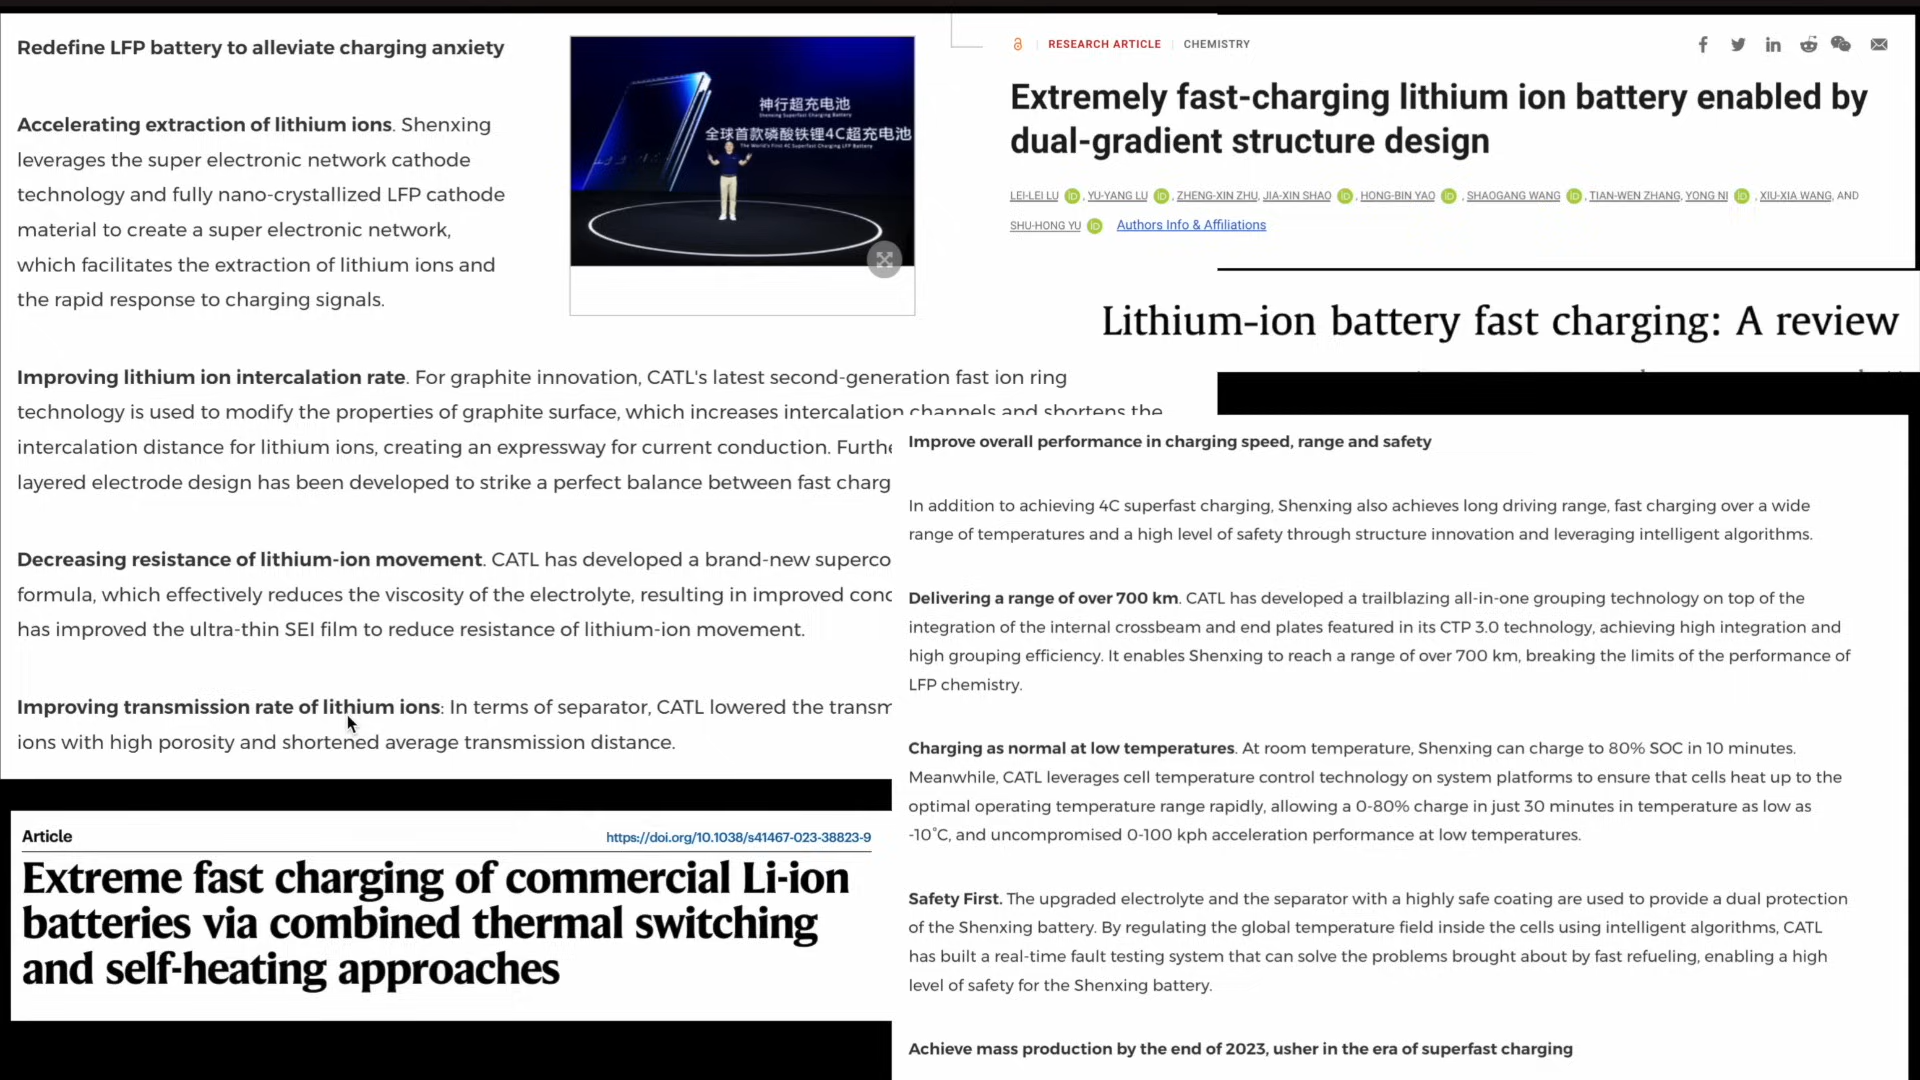 Redefine LFP battery to alleviate charging anxiety
Accelerating extraction of lithium ions. Shenxing
leverages the super electronic network cathode
technology and fully nano-crystallized LFP cathode
material to create a super electronic network,
which facilitates the extraction of lithium ions and
the rapid response to charging signals.
神行超充电池
Shenxing Superfast Charging Battery
全球首款磷酸铁锂4C超充电池
The World's First 4C Superfast Charging LFP Battery
Improving lithium ion intercalation rate. For graphite innovation, CATL's latest second-generation fast ion ring
technology is used to modify the properties of graphite surface, which increases intercalation channels and shortens the
intercalation distance for lithium ions, creating an expressway for current conduction. Furthe
layered electrode design has been developed to strike a perfect balance between fast charg
Decreasing resistance of lithium-ion movement. CATL has developed a brand-new superco
formula, which effectively reduces the viscosity of the electrolyte, resulting in improved conc
has improved the ultra-thin SEI film to reduce resistance of lithium-ion movement.
Improving transmission rate of lithium ions: In terms of separator, CATL lowered the transm
ions with high porosity and shortened average transmission distance.
Article
https://doi.org/10.1038/s41467-023-38823-9
Extreme fast charging of commercial Li-ion
batteries via combined thermal switching
and self-heating approaches
RESEARCH ARTICLE
CHEMISTRY
Extremely fast-charging lithium ion battery enabled by
dual-gradient structure design
LEI-LEI LU, YU-YANG LU, ZHENG-XIN ZHU, JIA-XIN SHAO, HONG-BIN YAO, SHAOGANG WANG, TIAN-WEN ZHANG, YONG NI, XIU-XIA WANG, AND
SHU-HONG YU Authors Info & Affiliations
Lithium-ion battery fast charging: A review
Improve overall performance in charging speed, range and safety
In addition to achieving 4C superfast charging, Shenxing also achieves long driving range, fast charging over a wide
range of temperatures and a high level of safety through structure innovation and leveraging intelligent algorithms.
Delivering a range of over 700 km. CATL has developed a trailblazing all-in-one grouping technology on top of the
integration of the internal crossbeam and end plates featured in its CTP 3.0 technology, achieving high integration and
high grouping efficiency. It enables Shenxing to reach a range of over 700 km, breaking the limits of the performance of
LFP chemistry.
Charging as normal at low temperatures. At room temperature, Shenxing can charge to 80% SOC in 10 minutes.
Meanwhile, CATL leverages cell temperature control technology on system platforms to ensure that cells heat up to the
optimal operating temperature range rapidly, allowing a 0-80% charge in just 30 minutes in temperature as low as
-10°C, and uncompromised 0-100 kph acceleration performance at low temperatures.
Safety First. The upgraded electrolyte and the separator with a highly safe coating are used to provide a dual protection
of the Shenxing battery. By regulating the global temperature field inside the cells using intelligent algorithms, CATL
has built a real-time fault testing system that can solve the problems brought about by fast refueling, enabling a high
level of safety for the Shenxing battery.
Achieve mass production by the end of 2023, usher in the era of superfast charging